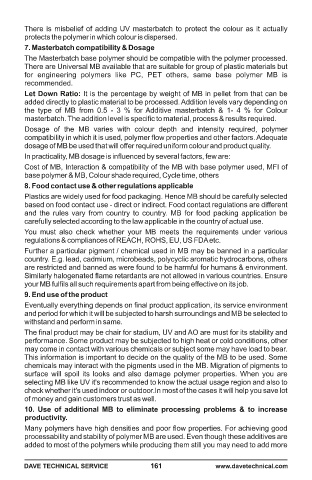 There is misbelief of adding UV masterbatch to protect the colour as it actually
protects the polymer in which colour is dispersed.
7. Masterbatch compatibility & Dosage
The Masterbatch base polymer should be compatible with the polymer processed.
There are Universal MB available that are suitable for group of plastic materials but
for engineering polymers like PC, PET others, same base polymer MB is
recommended.
Let Down Ratio: It is the percentage by weight of MB in pellet from that can be
added directly to plastic material to be processed. Addition levels vary depending on
the type of MB from 0.5 - 3 % for Additive masterbatch & 1- 4 % for Colour
masterbatch. The addition level is specific to material, process & results required.
Dosage of the MB varies with colour depth and intensity required, polymer
compatibility in which it is used, polymer flow properties and other factors. Adequate
dosage of MB be used that will offer required uniform colour and product quality.
In practicality, MB dosage is influenced by several factors, few are:
Cost of MB, Interaction & compatibility of the MB with base polymer used, MFI of
base polymer & MB, Colour shade required, Cycle time, others
8. Food contact use & other regulations applicable
Plastics are widely used for food packaging. Hence MB should be carefully selected
based on food contact use - direct or indirect. Food contact regulations are different
and the rules vary from country to country. MB for food packing application be
carefully selected according to the law applicable in the country of actual use.
You must also check whether your MB meets the requirements under various
regulations & compliances of REACH, ROHS, EU, US FDA etc.
Further a particular pigment / chemical used in MB may be banned in a particular
country. E.g. lead, cadmium, microbeads, polycyclic aromatic hydrocarbons, others
are restricted and banned as were found to be harmful for humans & environment.
Similarly halogenated flame retardants are not allowed in various countries. Ensure
your MB fulfils all such requirements apart from being effective on its job.
9. End use of the product
Eventually everything depends on final product application, its service environment
and period for which it will be subjected to harsh surroundings and MB be selected to
withstand and perform in same.
The final product may be chair for stadium, UV and AO are must for its stability and
performance. Some product may be subjected to high heat or cold conditions, other
may come in contact with various chemicals or subject some may have load to bear.
This information is important to decide on the quality of the MB to be used. Some
chemicals may interact with the pigments used in the MB. Migration of pigments to
surface will spoil its looks and also damage polymer properties. When you are
selecting MB like UV it's recommended to know the actual usage region and also to
check whether it's used indoor or outdoor.In most of the cases it will help you save lot
of money and gain customers trust as well.
10. Use of additional MB to eliminate processing problems & to increase
productivity.
Many polymers have high densities and poor flow properties. For achieving good
processability and stability of polymer MB are used. Even though these additives are
added to most of the polymers while producing them still you may need to add more
DAVE TECHNICAL SERVICE 161 www.davetechnical.com